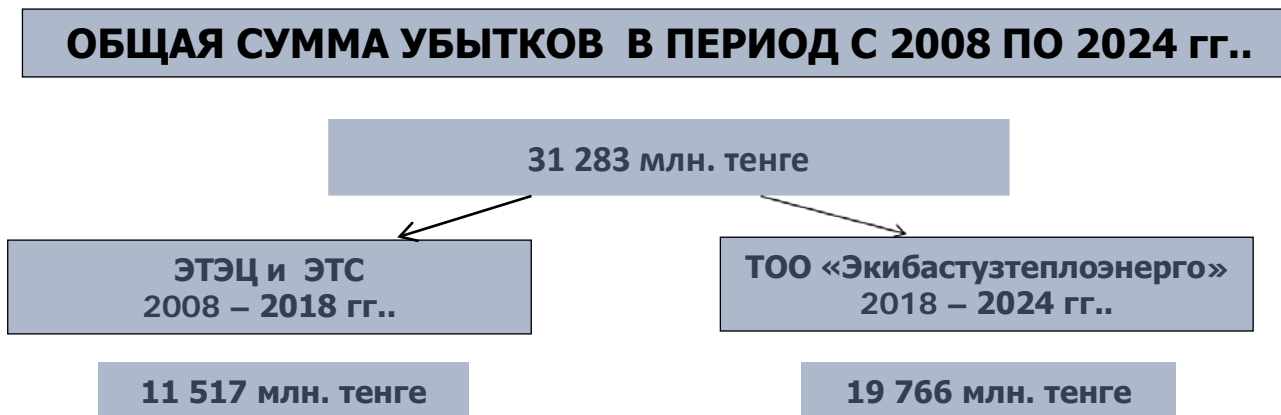 ОБЩАЯ СУММА УБЫТКОВ В ПЕРИОД С 2008 ПО 2024 гг..
31 283 млн. тенге
ЭТЭЦ и ЭТС
2008 – 2018 гг..
ТОО «Экибастузтеплоэнерго»
2018 – 2024 гг..
11 517 млн. тенге
19 766 млн. тенге